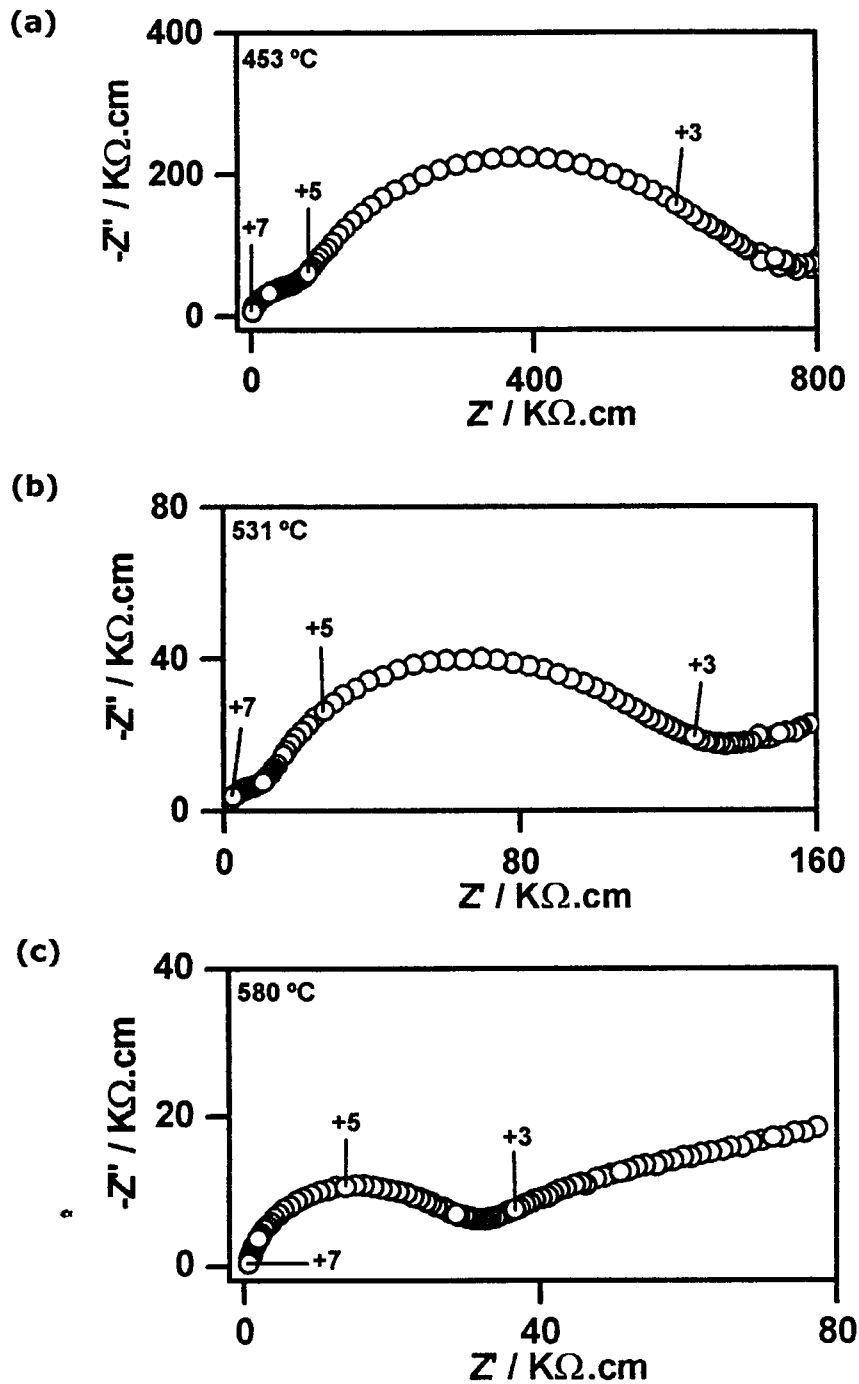 (a)
400
453 ºC
+3
200
+5
+7
0
-Z" / KΩ.cm
0 400 800
Z' / KΩ.cm
(b)
80
531 ºC
+5
+3
40
+7
0
-Z" / KΩ.cm
0 80 160
Z' / KΩ.cm
(c)
40
580 ºC
20
+5
+3
0
+7
-Z" / KΩ.cm
0 40 80
Z' / KΩ.cm